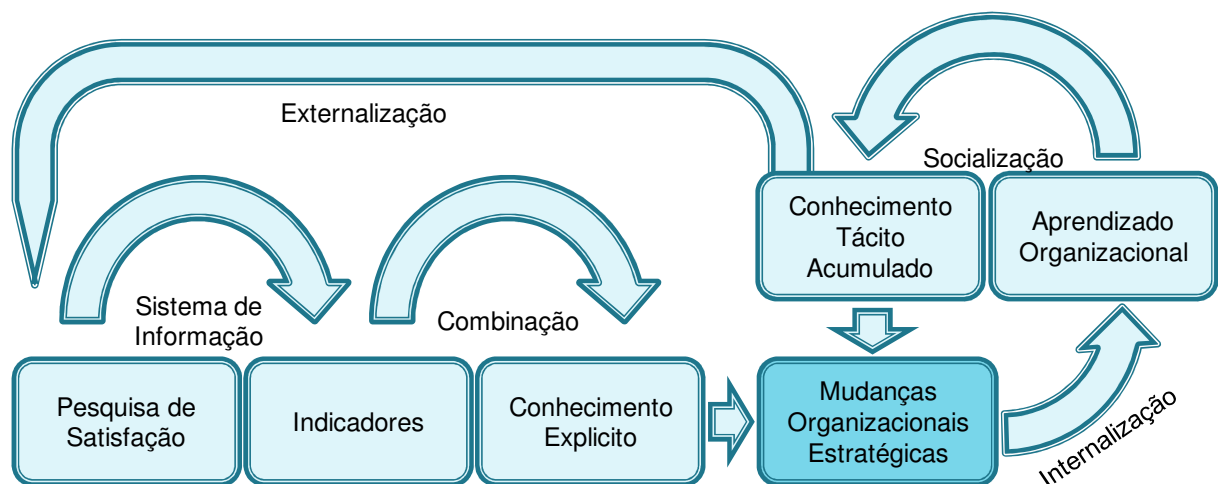 Externalização
Socialização
Conhecimento
Tácito
Acumulado
Aprendizado
Organizacional
Sistema de
Informação
Combinação
Pesquisa de
Satisfação
Indicadores
Conhecimento
Explicito
Mudanças
Organizacionais
Estratégicas
Internalização